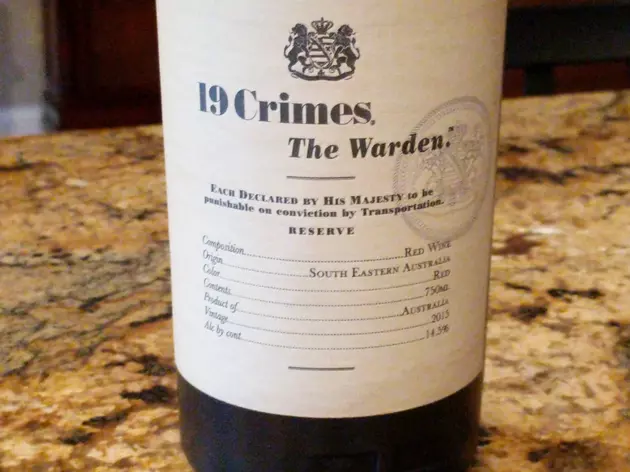 19 Crimes.
The Warden.™
EACH DECLARED BY HIS MAJESTY to be
punishable on conviction by Transportation.
RESERVE
Composition RED WINE
Origin SOUTH EASTERN AUSTRALIA
Color RED
Contents 750ML
Product of AUSTRALIA
Vintage 2013
Alc by cont. 14.5%